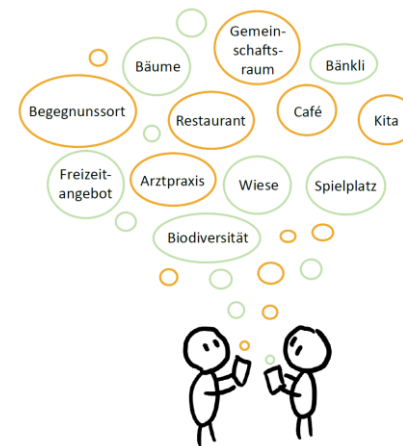 Gemein-
schafts-
raum
Bäume
Bänkli
Begegnunssort
Restaurant
Café
Kita
Freizeit-
angebot
Arztpraxis
Wiese
Spielplatz
Biodiversität